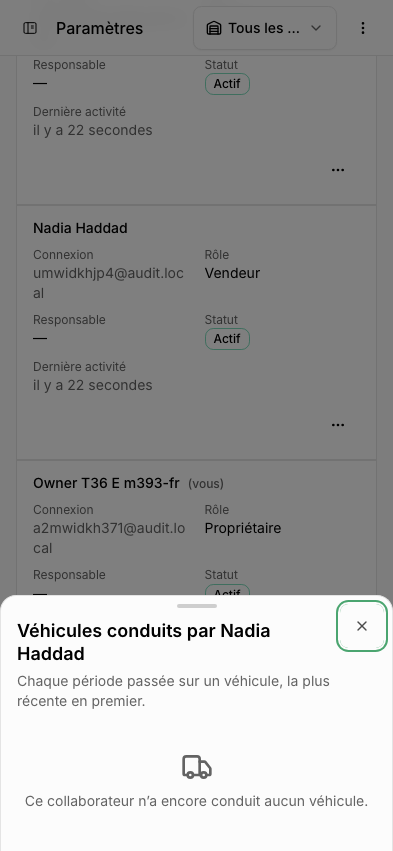 Paramètres
Tous les ...
Responsable
Statut
—
Actif
Dernière activité
il y a 22 secondes
Nadia Haddad
Connexion
Rôle
umwidkhjp4@audit.loc
al
Vendeur
Responsable
Statut
—
Actif
Dernière activité
il y a 22 secondes
Owner T36 E m393-fr (vous)
Connexion
Rôle
a2mwidkh371@audit.lo
cal
Propriétaire
Responsable
Statut
—
Actif
Véhicules conduits par Nadia
Haddad
Chaque période passée sur un véhicule, la plus
récente en premier.
Ce collaborateur n’a encore conduit aucun véhicule.